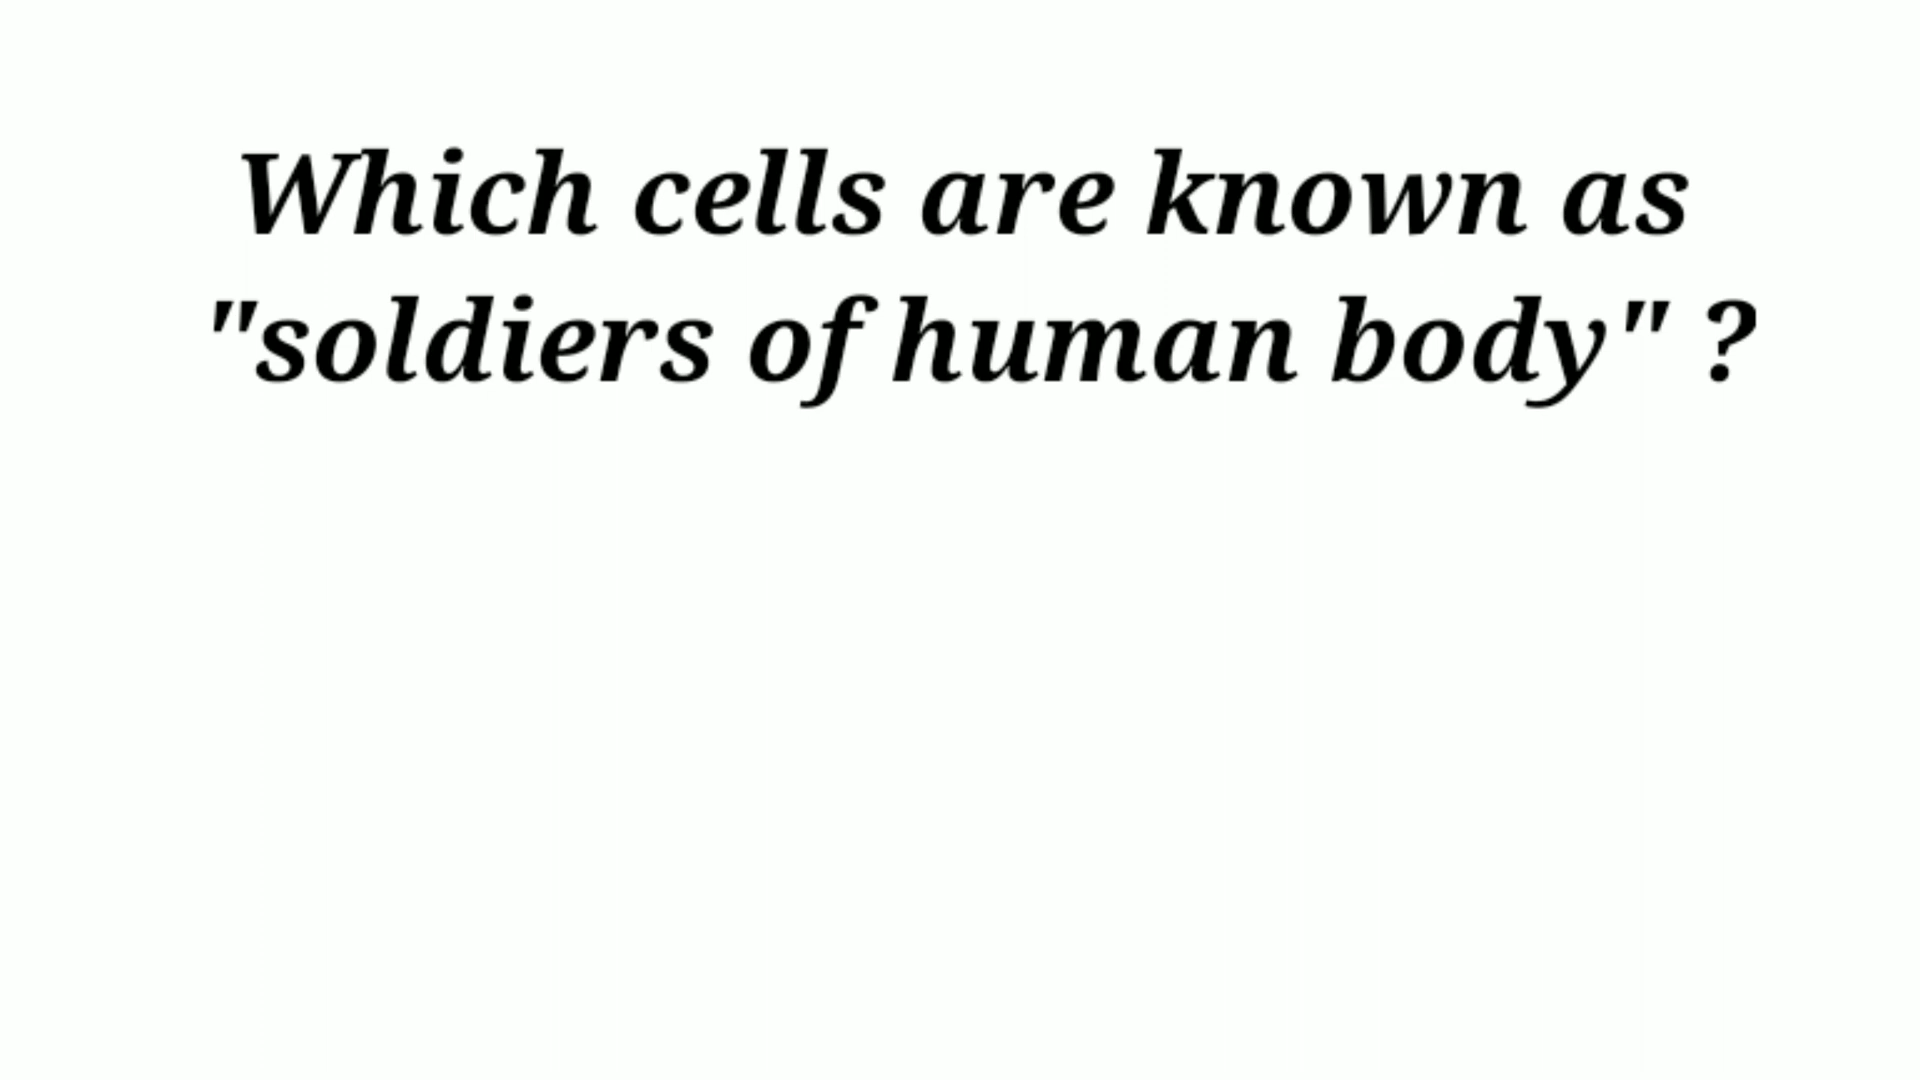 Which cells are known as
"soldiers of human body" ?